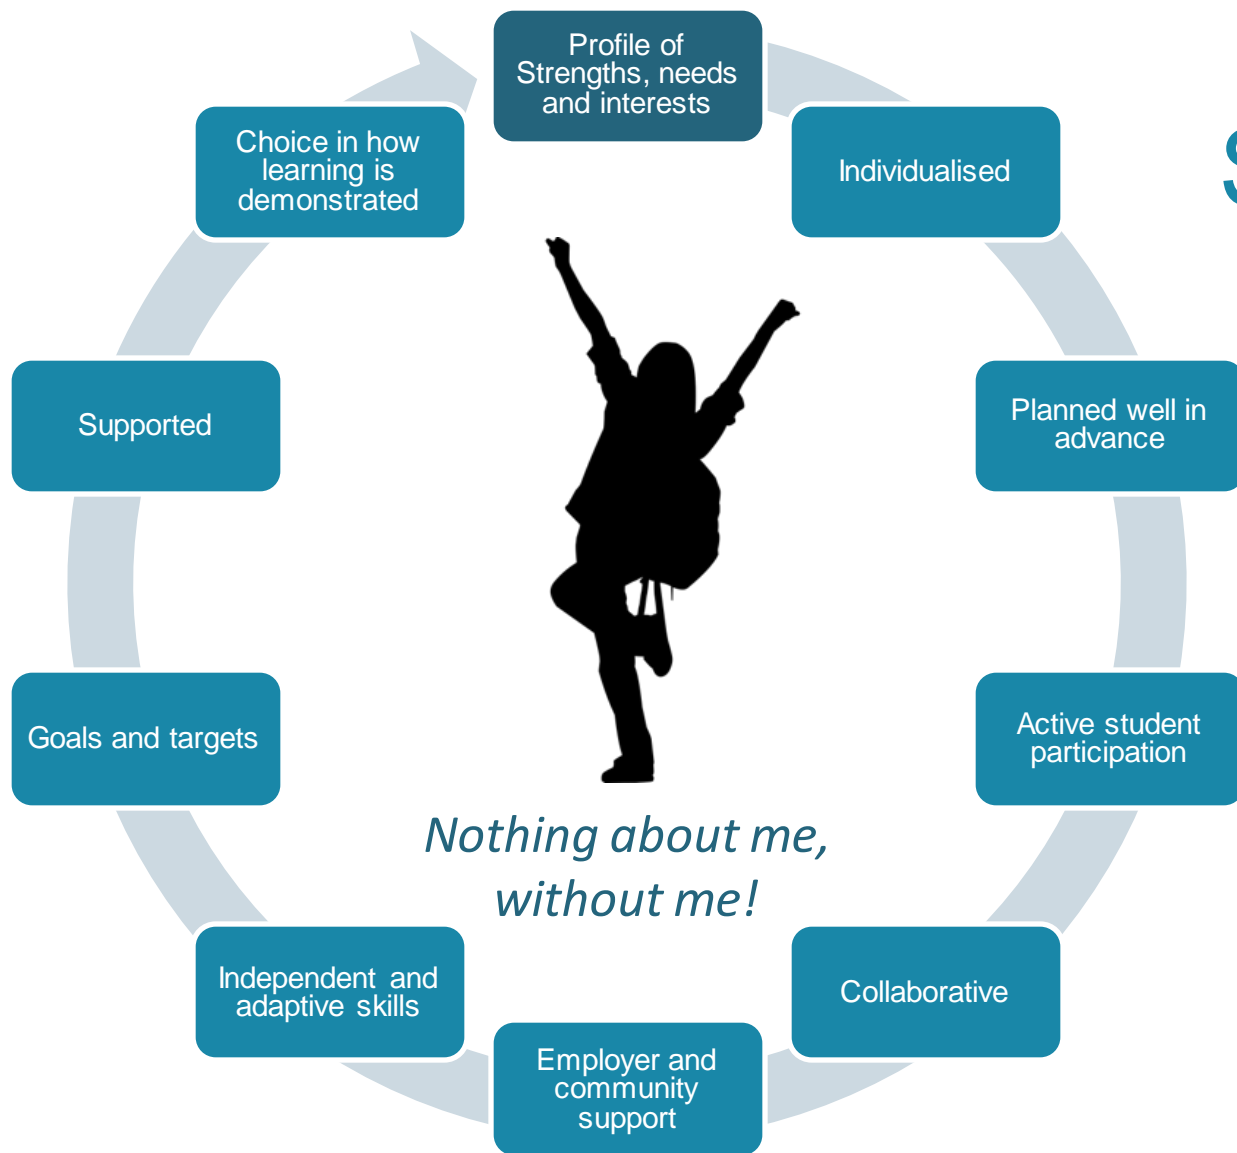 Profile of
Strengths, needs
and interests
Individualised
Planned well in
advance
Active student
participation
Collaborative
Employer and
community
support
Independent and
adaptive skills
Goals and targets
Supported
Choice in how
learning is
demonstrated
Nothing about me,
without me!